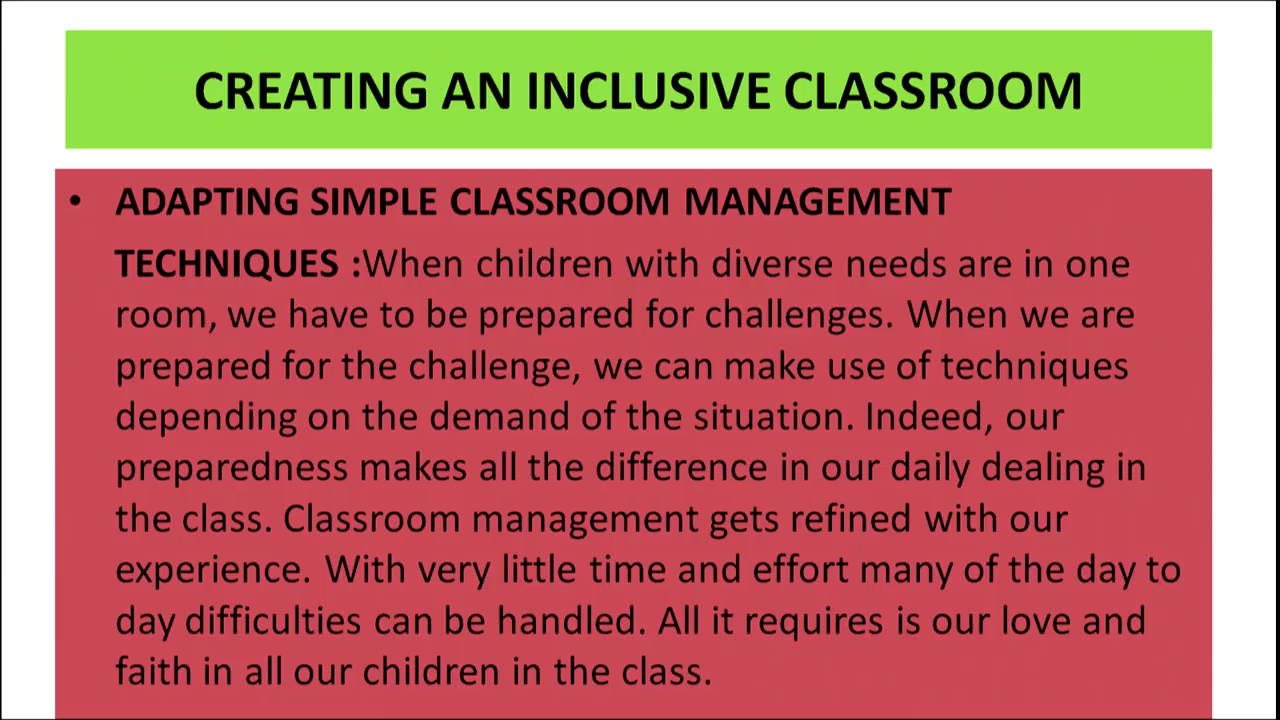 CREATING AN INCLUSIVE CLASSROOM
• ADAPTING SIMPLE CLASSROOM MANAGEMENT
TECHNIQUES :When children with diverse needs are in one
room, we have to be prepared for challenges. When we are
prepared for the challenge, we can make use of techniques
depending on the demand of the situation. Indeed, our
preparedness makes all the difference in our daily dealing in
the class. Classroom management gets refined with our
experience. With very little time and effort many of the day to
day difficulties can be handled. All it requires is our love and
faith in all our children in the class.